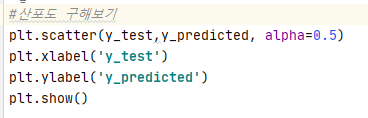 #산포도 구해보기
plt.scatter(y_test,y_predicted, alpha=0.5)
plt.xlabel('y_test')
plt.ylabel('y_predicted')
plt.show()